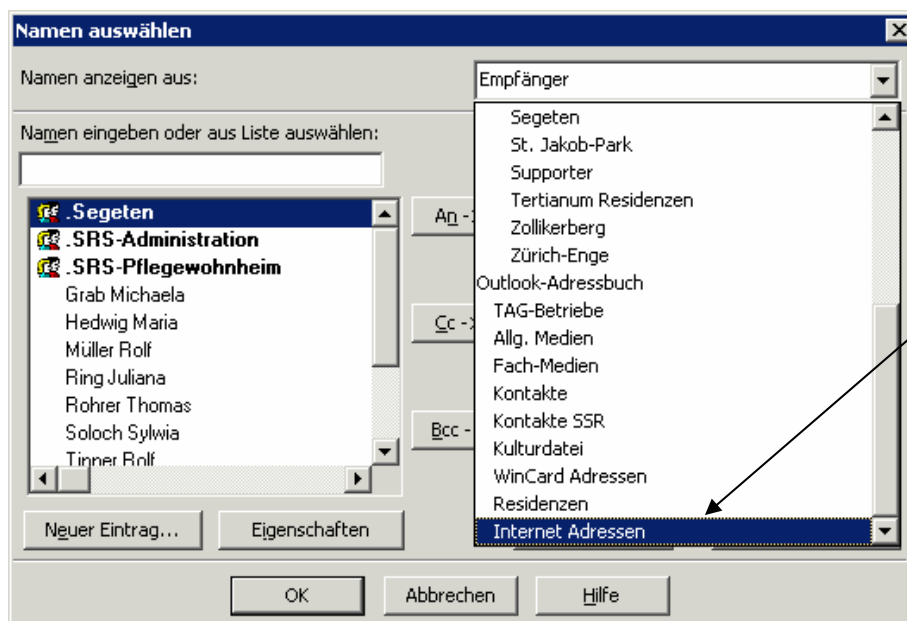 Namen auswählen
Namen anzeigen aus:
Empfänger
Namen eingeben oder aus Liste auswählen:
.Segeten
.SRS-Administration
.SRS-Pflegewohnheim
Grab Michaela
Hedwig Maria
Müller Rolf
Ring Juliana
Rohrer Thomas
Soloch Sylwia
Tinner Rolf
An ->
Cc ->
Bcc -
Segeten
St. Jakob-Park
Supporter
Tertianum Residenzen
Zollikerberg
Zürich-Enge
Outlook-Adressbuch
TAG-Betriebe
Allg. Medien
Fach-Medien
Kontakte
Kontakte SSR
Kulturdatei
WinCard Adressen
Residenzen
Internet Adressen
Neuer Eintrag...
Eigenschaften
OK
Abbrechen
Hilfe